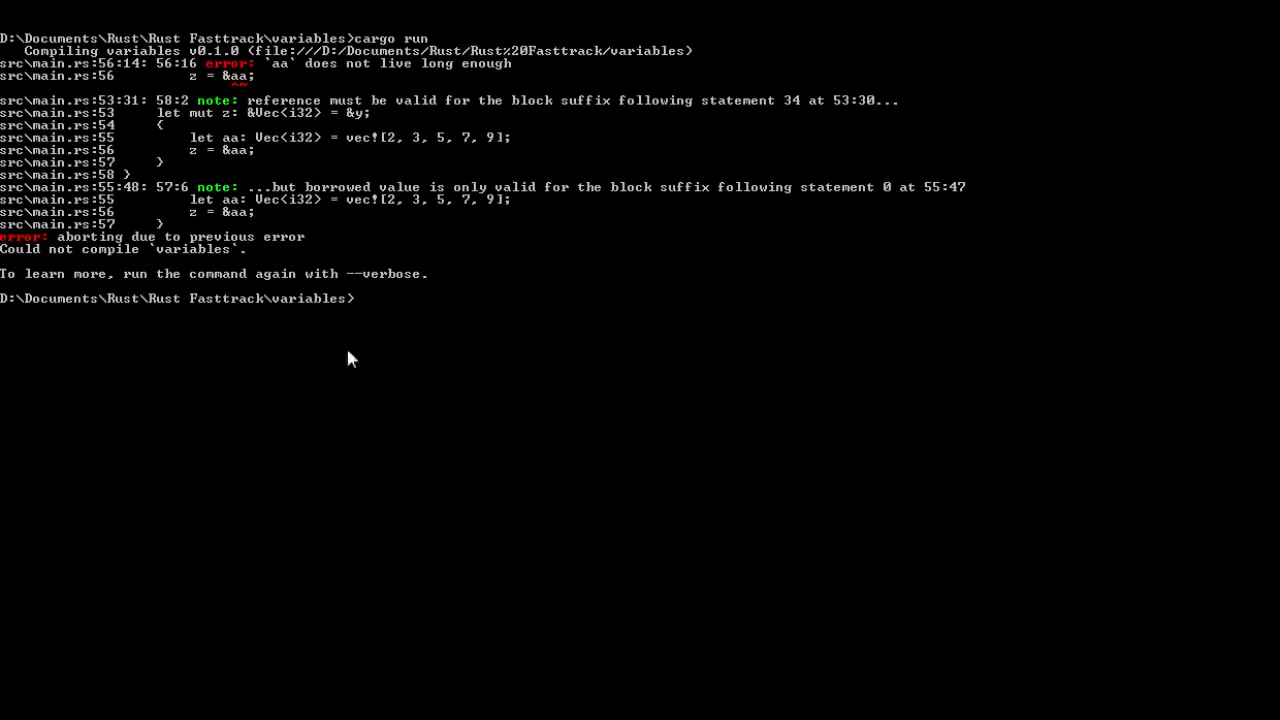 D:\Documents\Rust\Rust Fasttrack\variables>cargo run
   Compiling variables v0.1.0 (file:///D:/Documents/Rust/Rust%20Fasttrack/variables)
src\main.rs:56:14: 56:16 error: `aa` does not live long enough
src\main.rs:56         z = &aa;
                            ^~
src\main.rs:53:31: 58:2 note: reference must be valid for the block suffix following statement 34 at 53:30...
src\main.rs:53     let mut z: &Vec<i32> = &y;
src\main.rs:54     {
src\main.rs:55         let aa: Vec<i32> = vec![2, 3, 5, 7, 9];
src\main.rs:56         z = &aa;
src\main.rs:57     }
src\main.rs:58 }
src\main.rs:55:48: 57:6 note: ...but borrowed value is only valid for the block suffix following statement 0 at 55:47
src\main.rs:55         let aa: Vec<i32> = vec![2, 3, 5, 7, 9];
src\main.rs:56         z = &aa;
src\main.rs:57     }
error: aborting due to previous error
Could not compile `variables`.
To learn more, run the command again with --verbose.
D:\Documents\Rust\Rust Fasttrack\variables>